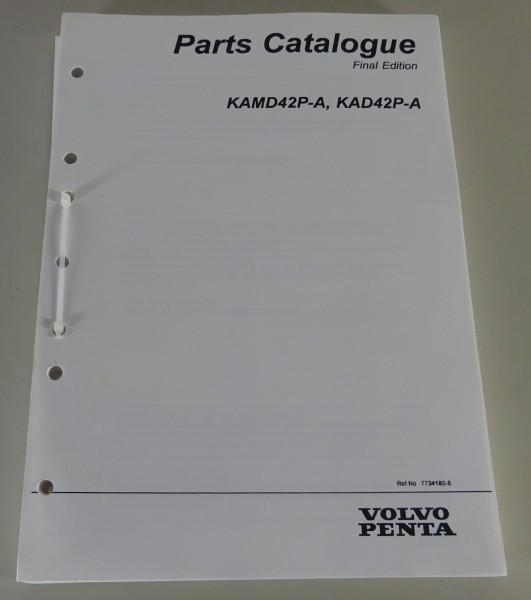 Parts Catalogue
Final Edition
KAMD42P-A, KAD42P-A
Ref.No 7734180-8
VOLVO
PENTA